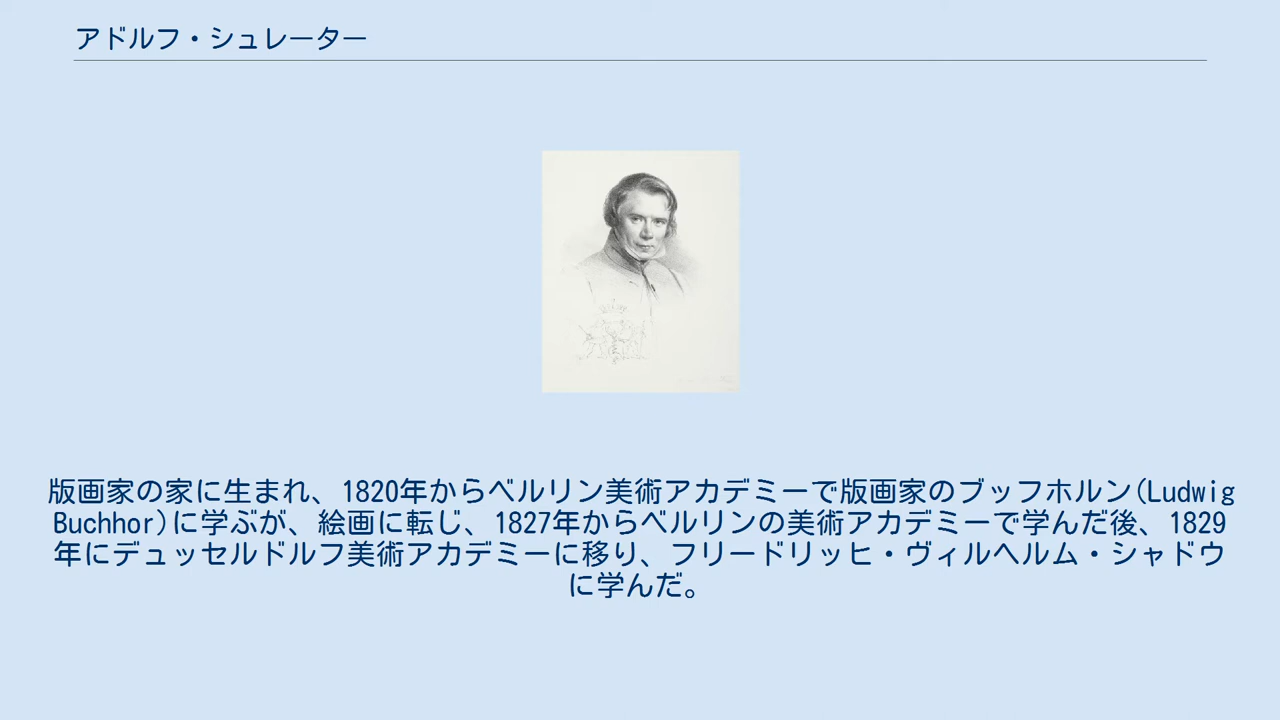 アドルフ・シュレーター
版画家の家に生まれ、1820年からベルリン美術アカデミーで版画家のブッフホルン(Ludwig
Buchhor)に学ぶが、絵画に転じ、1827年からベルリンの美術アカデミーで学んだ後、1829
年にデュッセルドルフ美術アカデミーに移り、フリードリッヒ・ヴィルヘルム・シャドウ
に学んだ。